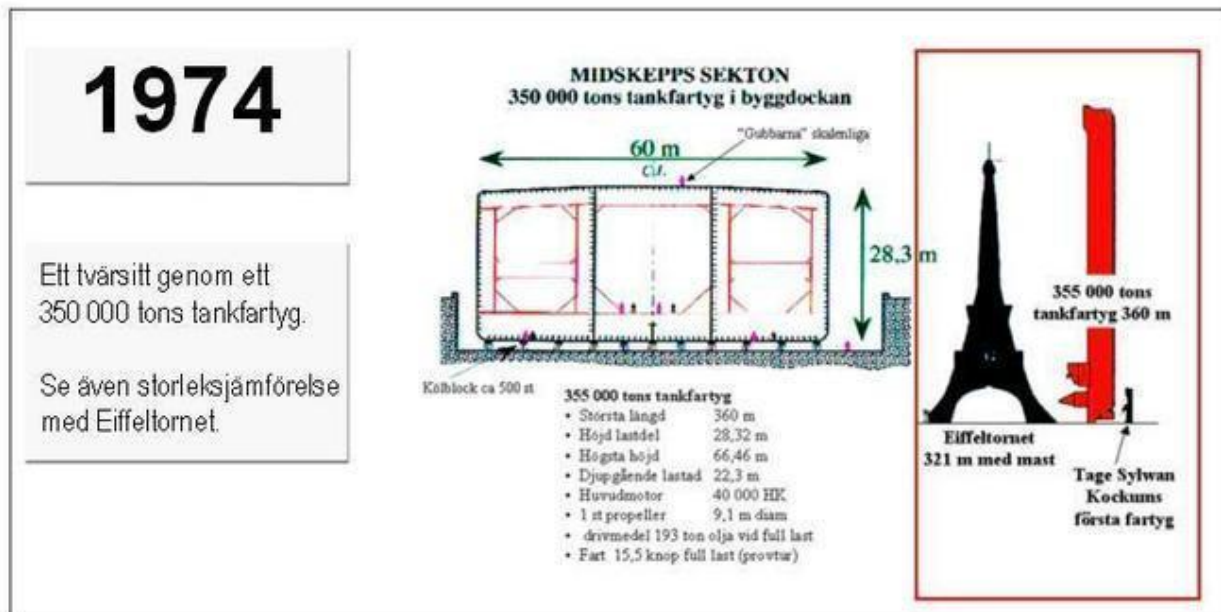 1974
Ett tvärsitt genom ett
350 000 tons tankfartyg.
Se även storleksjämförelse
med Eiffeltornet.
MIDSKEPPS SEKTON
350 000 tons tankfartyg i byggdockan
"Gubbarna" skalenliga
60 m
cv.
28,3 m
Kölblock ca 500 st
355 000 tons tankfartyg
• Största längd 360 m
• Höjd lastdel 28,32 m
• Högsta höjd 66,46 m
• Djupgående lastad 22,3 m
• Huvudmotor 40 000 HK
• 1 st propeller 9,1 m diam
• drivmedel 193 ton olja vid full last
• Fart 15,5 knop full last (provtur)
355 000 tons
tankfartyg 360 m
Eiffeltornet
321 m med mast
Tage Sylwan
Kockums
första fartyg